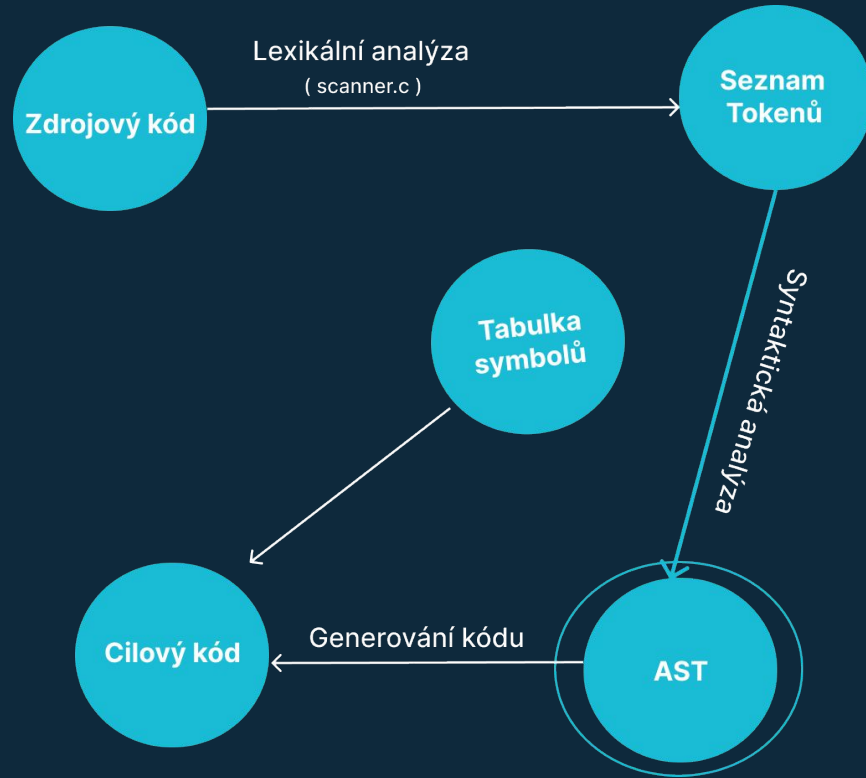 Lexikální analýza
( scanner.c )
Zdrojový kód
Seznam
Tokenů
Syntaktická analýza
Tabulka
symbolů
Cilový kód
Generování kódu
AST